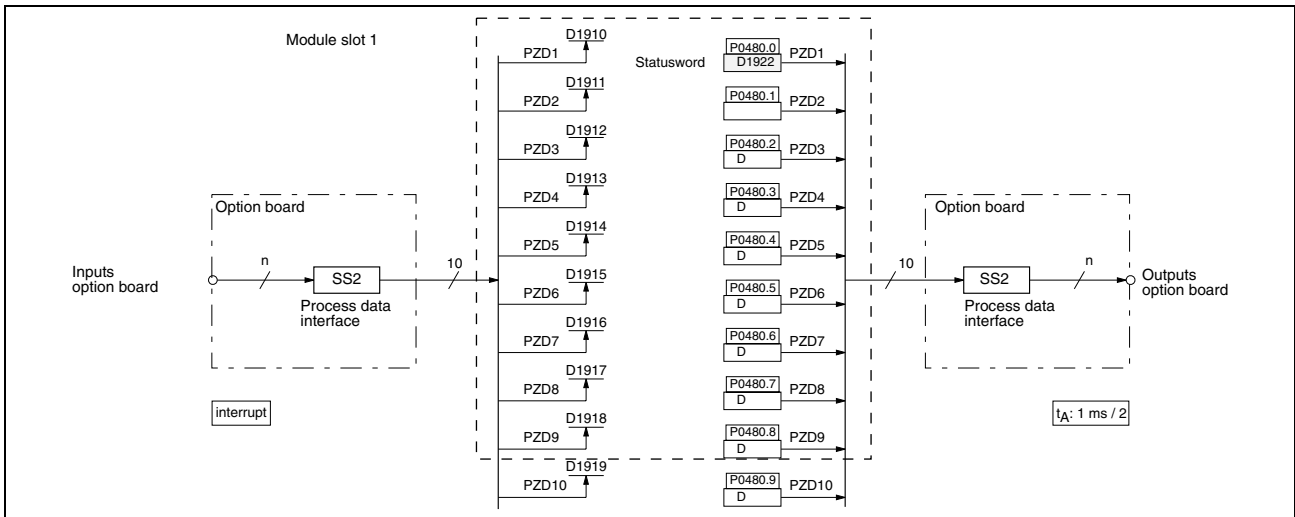 Module slot 1
D1910
PZD1
D1911
PZD2
D1912
PZD3
D1913
PZD4
D1914
PZD5
D1915
PZD6
D1916
PZD7
D1917
PZD8
D1918
PZD9
D1919
PZD10
Statusword
P0480.0
D1922
PZD1
P0480.1
PZD2
P0480.2
D
PZD3
P0480.3
D
PZD4
P0480.4
D
PZD5
P0480.5
D
PZD6
P0480.6
D
PZD7
P0480.7
D
PZD8
P0480.8
D
PZD9
P0480.9
D
PZD10
Option board
Inputs
option board
n
SS2
10
Process data
interface
interrupt
Option board
10
SS2
n
Process data
interface
Outputs
option board
tA: 1 ms / 2